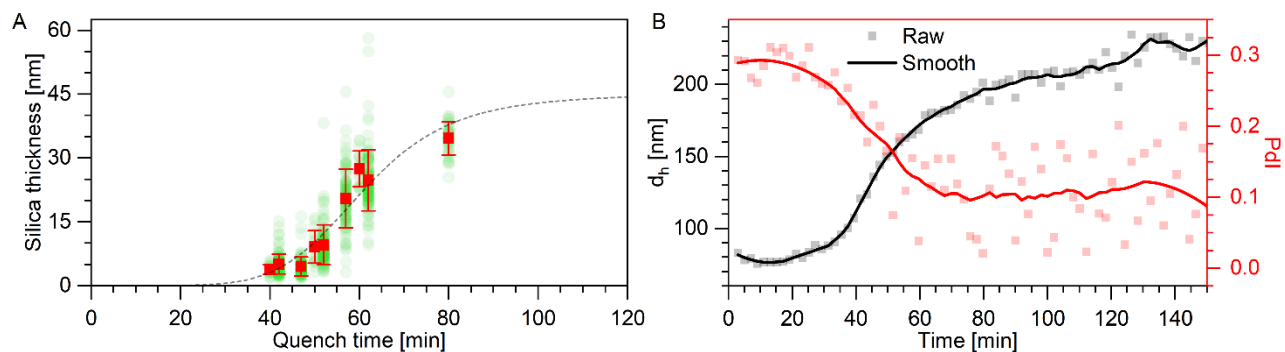 A
Silica thickness [nm]
60
45
30
15
0
0 20 40 60 80 100 120
Quench time [min]
B
Raw
Smooth
d_h [nm]
200
150
100
0 20 40 60 80 100 120 140
Time [min]
0.3
0.2
0.1
0.0
PdI